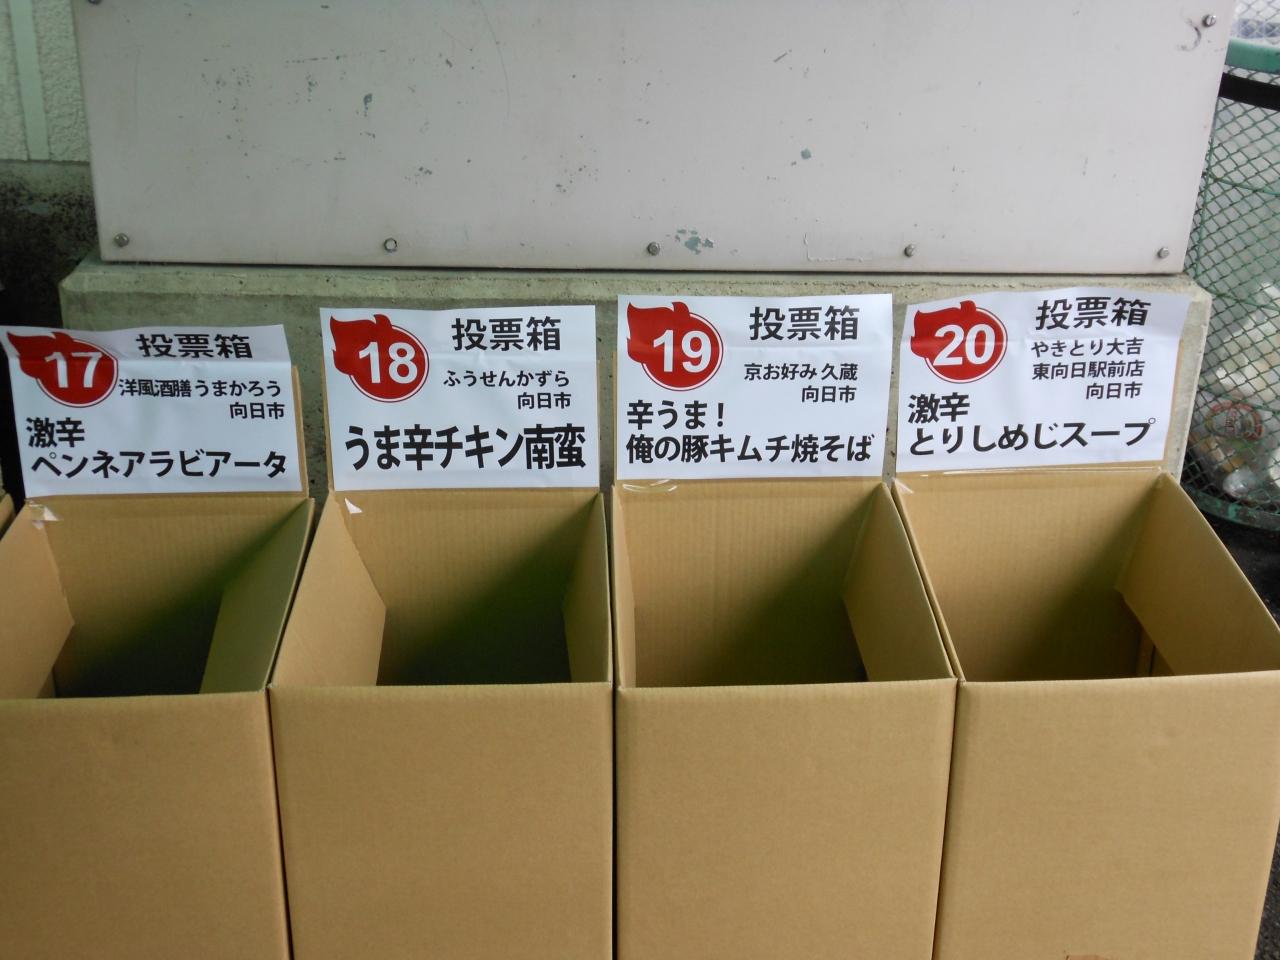 17
投票箱
洋風酒膳 うまかろう
向日市
激辛
ペンネアラビアータ
18
投票箱
ふうせんかずら
向日市
うま辛チキン南蛮
19
投票箱
京お好み 久蔵
向日市
辛うま！
俺の豚キムチ焼そば
20
投票箱
やきとり大吉
東向日駅前店
向日市
激辛
とりしめじスープ